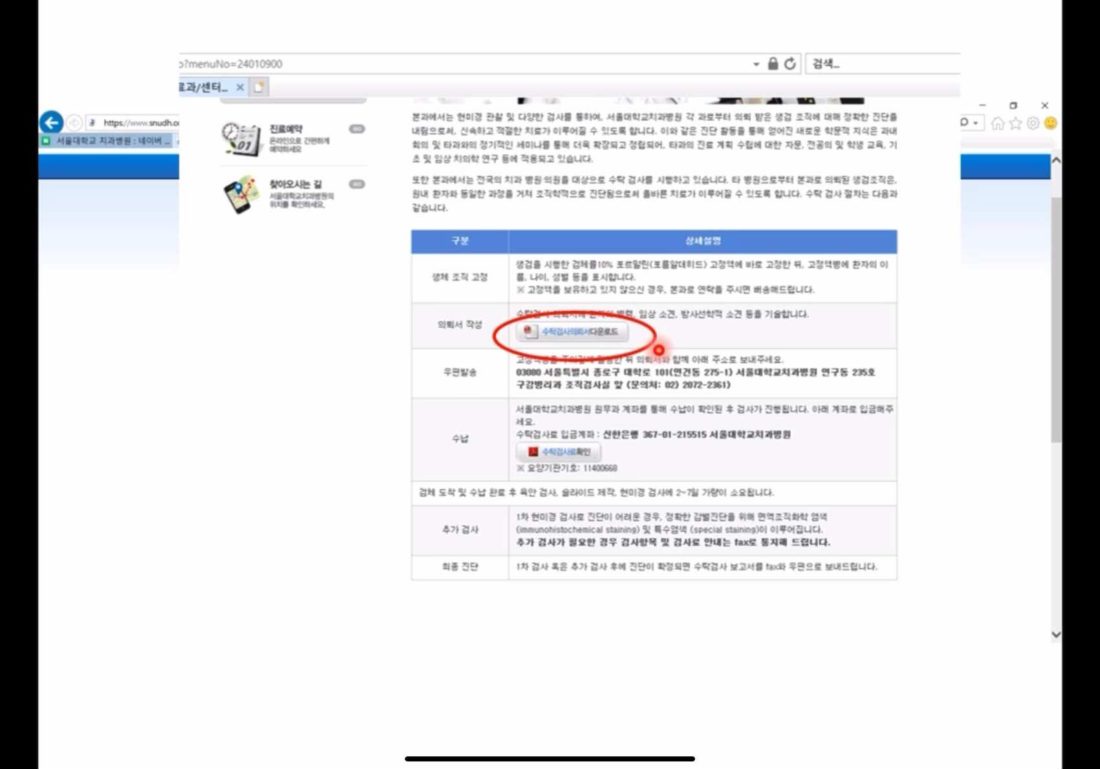 o?menuNo=24010900
검색...
료과/센터...
https://www.snudh.o
서울대학교 치과병원 : 네이버 ...
진료예약
온라인으로 간편하게
예약하세요
GO
찾아오시는 길
서울대학교치과병원의
위치를 확인하세요.
GO
본과에서는 현미경 관찰 및 다양한 검사를 통하여, 서울대학교치과병원 각 과로부터 의뢰 받은 생검 조직에 대해 정확한 진단을
내림으로써, 신속하고 적절한 치료가 이루어질 수 있도록 합니다. 이와 같은 진단 활동을 통해 얻어진 새로운 학문적 지식은 과내
회의 및 타과와의 정기적인 세미나를 통해 더욱 확장되고 정립되어, 타과의 진료 계획 수립에 대한 자문, 전공의 및 학생 교육, 기
초 및 임상 치의학 연구 등에 적용되고 있습니다.
또한 본과에서는 전국의 치과 병원·의원을 대상으로 수탁 검사를 시행하고 있습니다. 타 병원으로부터 본과로 의뢰된 생검조직은,
원내 환자와 동일한 과정을 거쳐 조직학적으로 진단됨으로써 올바른 치료가 이루어질 수 있도록 합니다. 수탁 검사 절차는 다음과
같습니다.
구분 상세설명
생체 조직 고정
생검을 시행한 검체를10% 포르말린(포름알데히드) 고정액에 바로 고정한 뒤, 고정액병에 환자의 이
름, 나이, 성별 등을 표시합니다.
※ 고정액을 보유하고 있지 않으신 경우, 본과로 연락을 주시면 배송해드립니다.
의뢰서 작성
수탁검사 의뢰서에 환자의 병력, 임상 소견, 방사선학적 소견 등을 기술합니다.
수탁검사의뢰서다운로드
우편발송
뒤 의뢰서와 함께 아래 주소로 보내주세요.
03080 서울특별시 종로구 대학로 101(연건동 275-1) 서울대학교치과병원 연구동 235호
구강병리과 조직검사실 앞 (문의처: 02) 2072-2361)
수납
서울대학교치과병원 원무과 계좌를 통해 수납이 확인된 후 검사가 진행됩니다. 아래 계좌로 입금해주
세요.
수탁검사료 입금계좌 : 신한은행 367-01-215515 서울대학교치과병원
수탁검사료확인
※ 요양기관기호: 11400668
검체 도착 및 수납 완료 후 육안 검사, 슬라이드 제작, 현미경 검사에 2~7일 가량이 소요됩니다.
추가 검사
1차 현미경 검사로 진단이 어려운 경우, 정확한 감별진단을 위해 면역조직화학 염색
(immunohistochemical staining) 및 특수염색 (special staining)이 이루어집니다.
추가 검사가 필요한 경우 검사항목 및 검사료 안내는 fax로 통지해 드립니다.
최종 진단
1차 검사 혹은 추가 검사 후에 진단이 확정되면 수탁검사 보고서를 fax와 우편으로 보내드립니다.